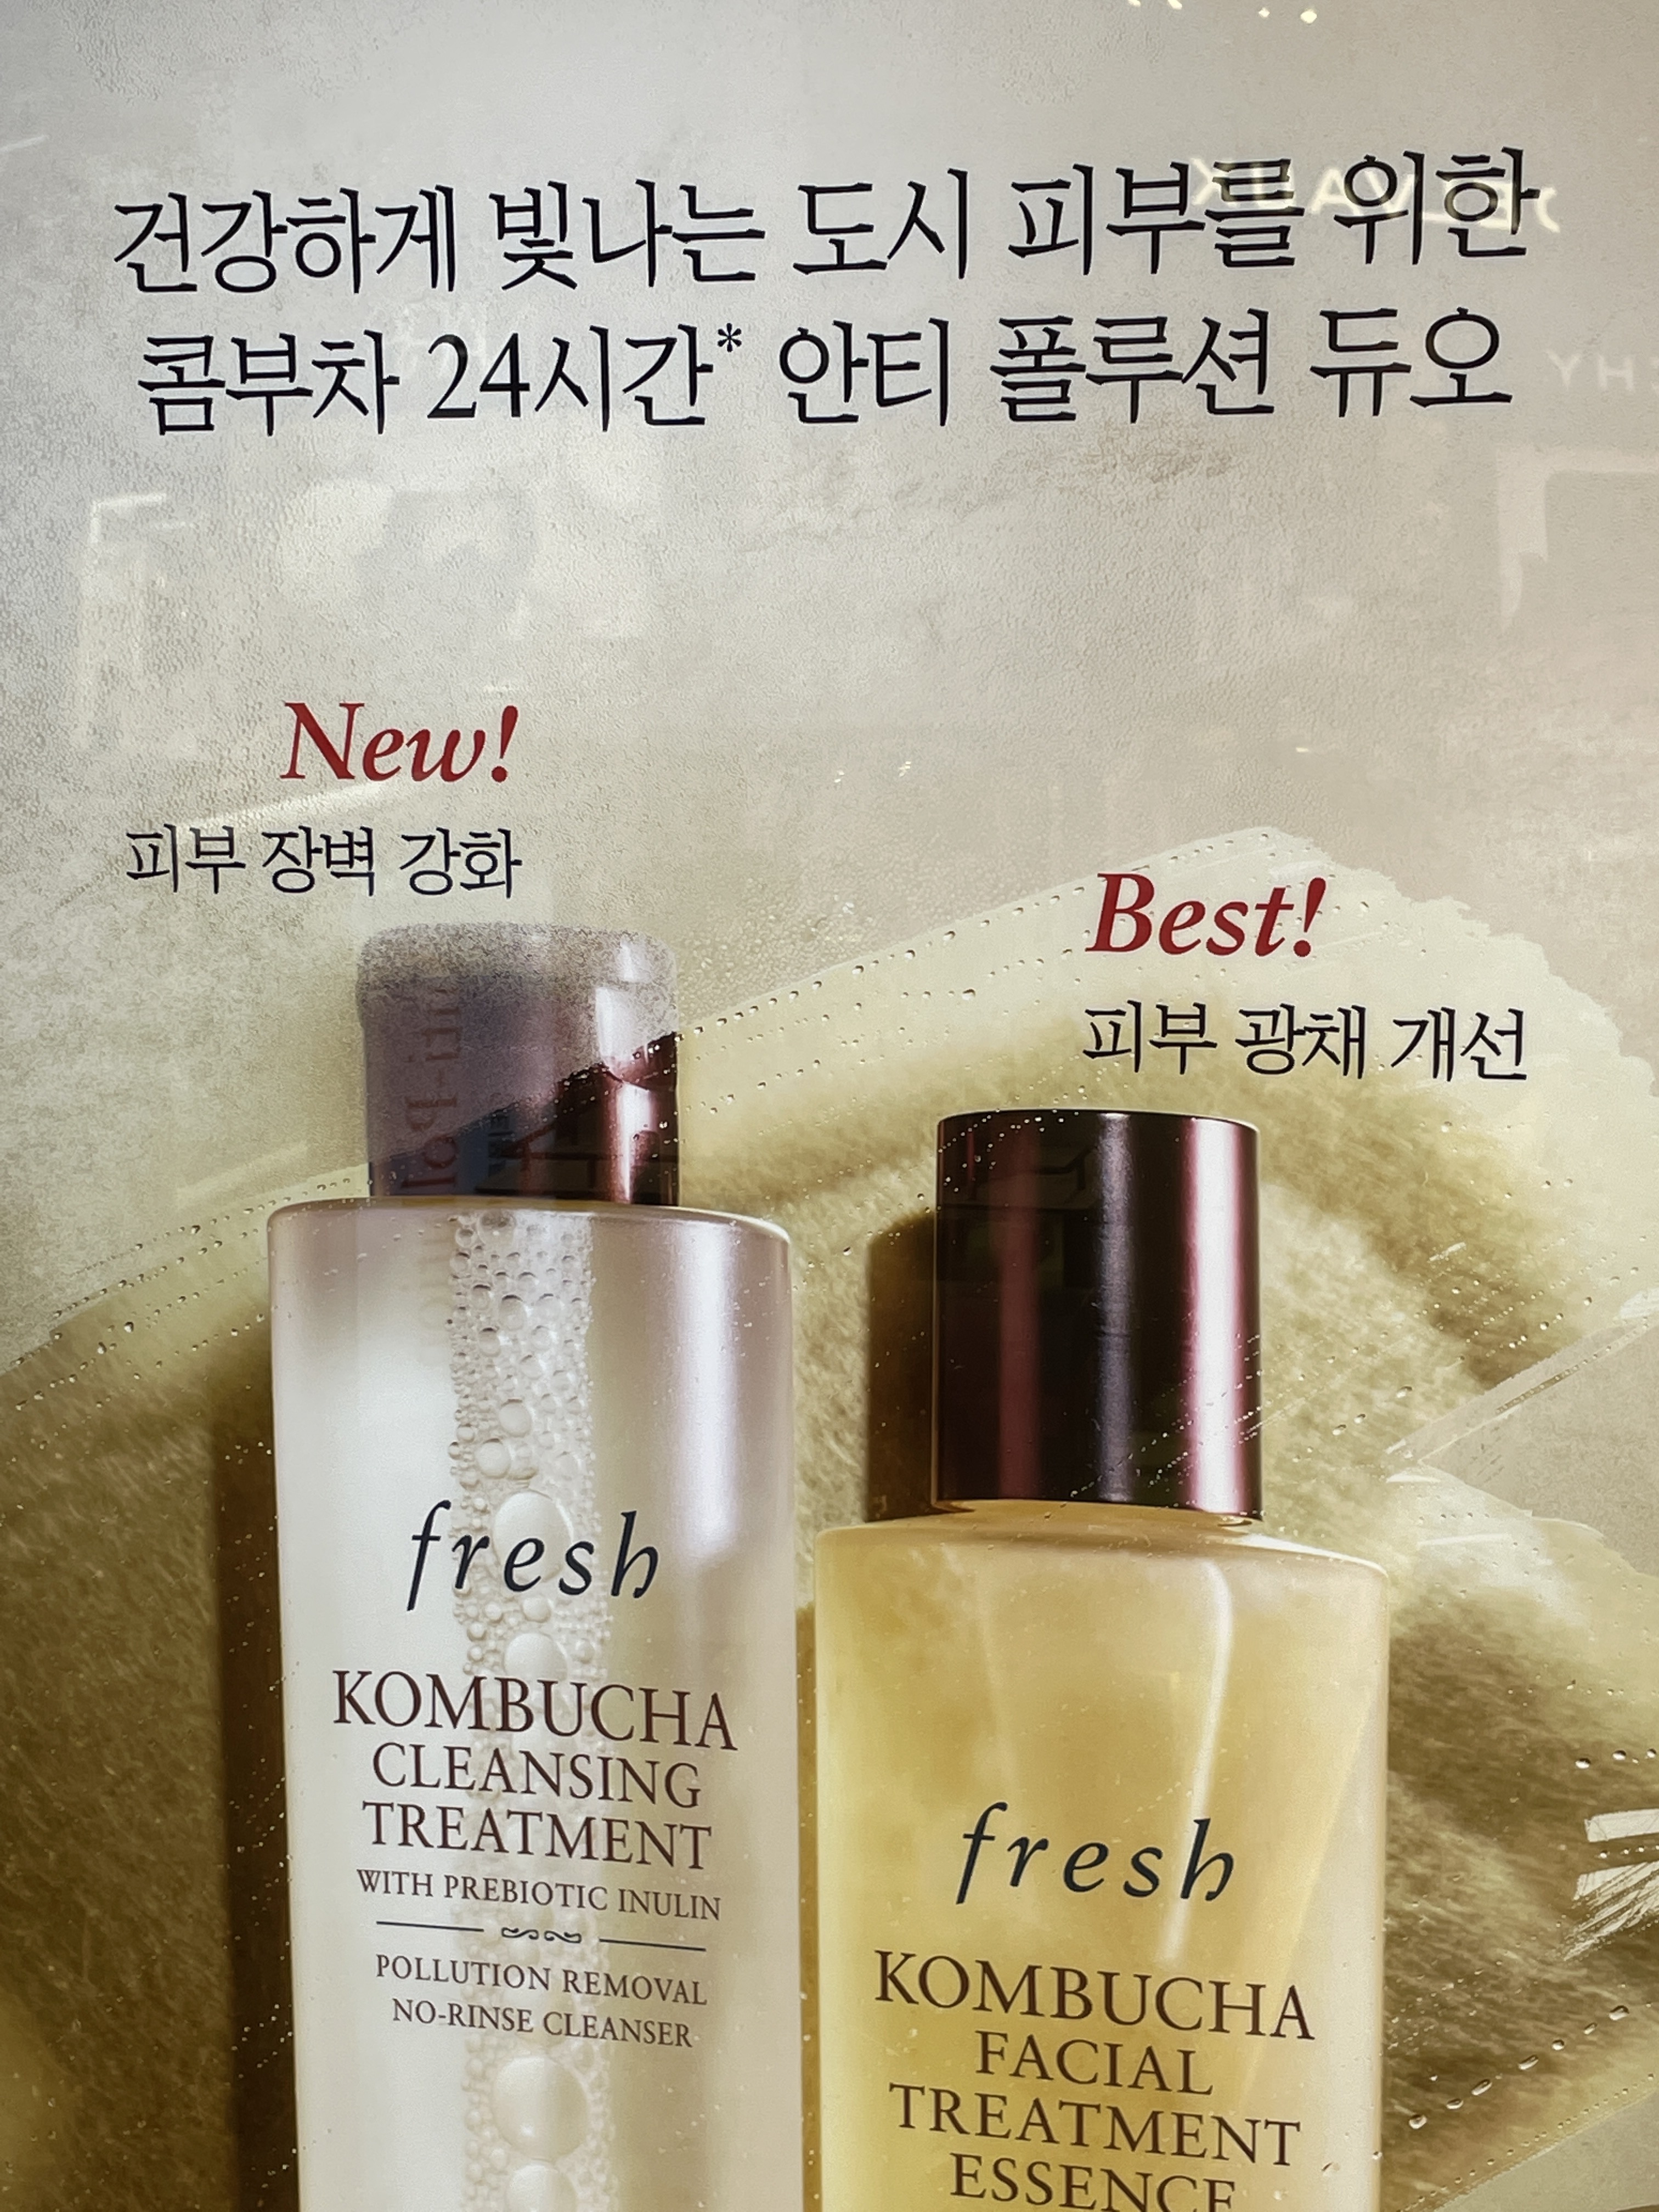 건강하게 빛나는 도시 피부를 위한
콤부차 24시간* 안티 폴루션 듀오
New!
피부 장벽 강화
Best!
피부 광채 개선
fresh
KOMBUCHA
CLEANSING
TREATMENT
WITH PREBIOTIC INULIN
POLLUTION REMOVAL
NO-RINSE CLEANSER
fresh
KOMBUCHA
FACIAL
TREATMENT
ESSENCE